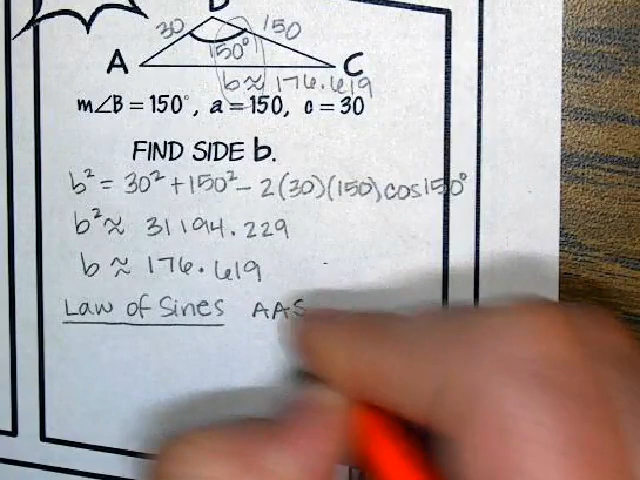 B
30 150
150°
A C
b ≈ 176.619
m∠B = 150°, a = 150, c = 30
FIND SIDE b.
b² = 30² + 150² - 2(30)(150)cos150°
b² ≈ 31194.229
b ≈ 176.619
Law of Sines AAS